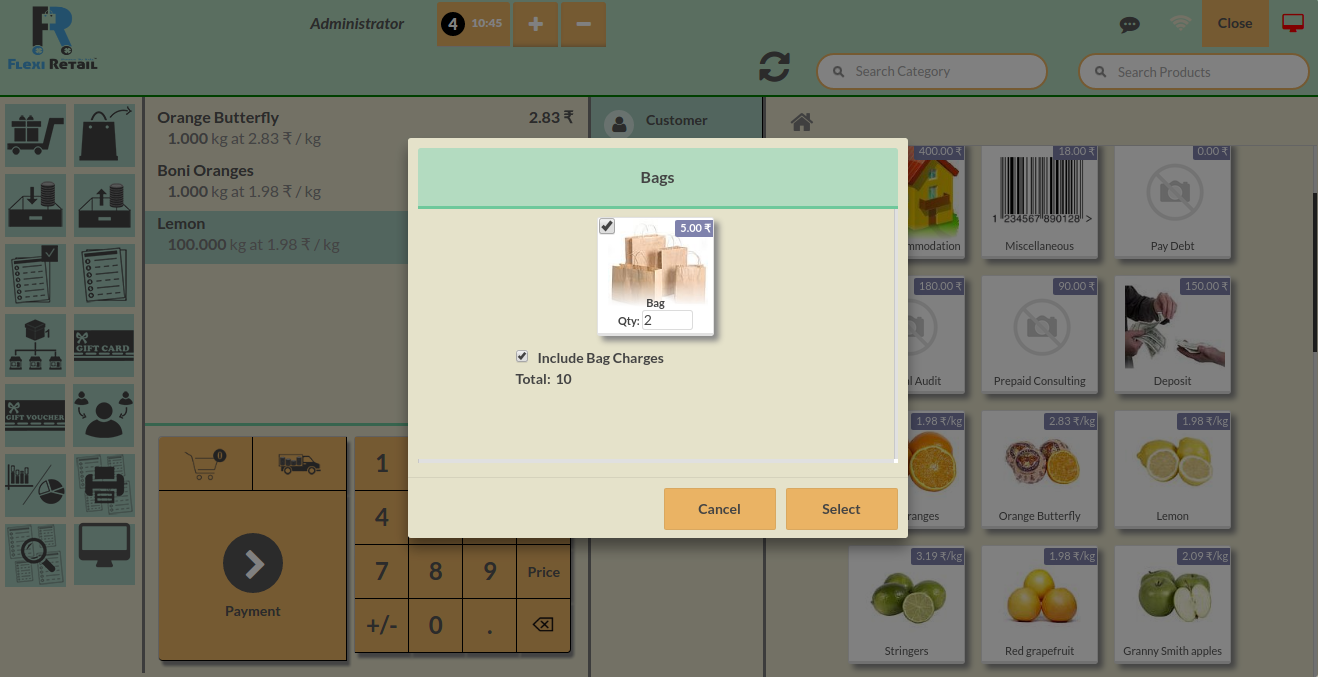 FLEXI RETAIL
Administrator
4 10:45
Close
Search Category
Search Products
Orange Butterfly 2.83 ₹
1.000 kg at 2.83 ₹ / kg
Boni Oranges
1.000 kg at 1.98 ₹ / kg
Lemon
100.000 kg at 1.98 ₹ / kg
Customer
Bags
5.00 ₹
Bag
Qty: 2
Include Bag Charges
Total: 10
Cancel
Select
400.00 ₹
18.00 ₹
0.00 ₹
1 234567 890128 >
mmodation
Miscellaneous
Pay Debt
180.00 ₹
90.00 ₹
150.00 ₹
l Audit
Prepaid Consulting
Deposit
1.98 ₹/kg
2.83 ₹/kg
1.98 ₹/kg
ranges
Orange Butterfly
Lemon
3.19 ₹/kg
1.98 ₹/kg
2.09 ₹/kg
Stringers
Red grapefruit
Granny Smith apples
1
GIFT CARD
GIFT VOUCHER
0
Payment
1
4
7 8 9 Price
+/- 0 .